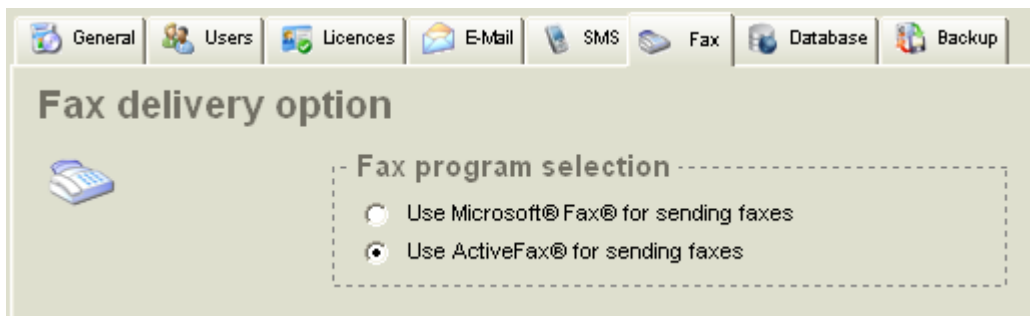 General Users Licences E-Mail SMS Fax Database Backup
Fax delivery option
Fax program selection
Use Microsoft® Fax® for sending faxes
Use ActiveFax® for sending faxes